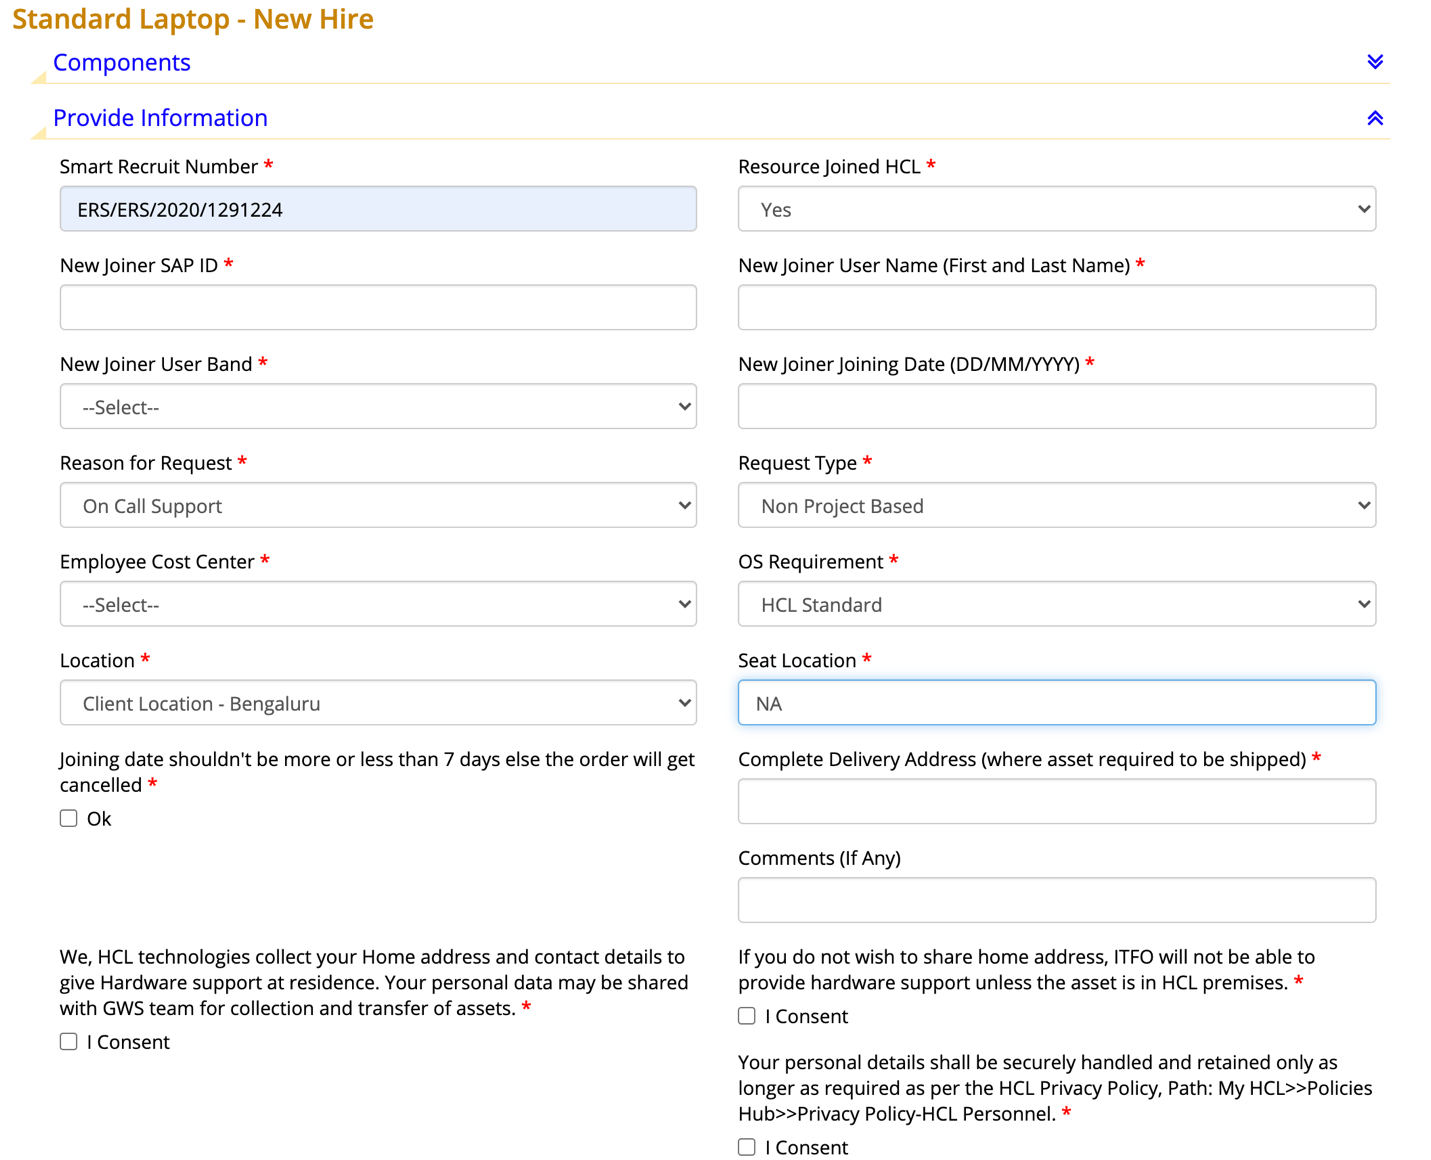 Standard Laptop - New Hire
Components
Provide Information
Smart Recruit Number *
Resource Joined HCL *
ERS/ERS/2020/1291224
Yes
New Joiner SAP ID *
New Joiner User Name (First and Last Name) *
New Joiner User Band *
New Joiner Joining Date (DD/MM/YYYY) *
--Select--
Reason for Request *
Request Type *
On Call Support
Non Project Based
Employee Cost Center *
OS Requirement *
--Select--
HCL Standard
Location *
Seat Location *
Client Location - Bengaluru
NA
Joining date shouldn't be more or less than 7 days else the order will get
cancelled *
Ok
Complete Delivery Address (where asset required to be shipped) *
Comments (If Any)
We, HCL technologies collect your Home address and contact details to
give Hardware support at residence. Your personal data may be shared
with GWS team for collection and transfer of assets. *
I Consent
If you do not wish to share home address, ITFO will not be able to
provide hardware support unless the asset is in HCL premises. *
I Consent
Your personal details shall be securely handled and retained only as
longer as required as per the HCL Privacy Policy, Path: My HCL>>Policies
Hub>>Privacy Policy-HCL Personnel. *
I Consent